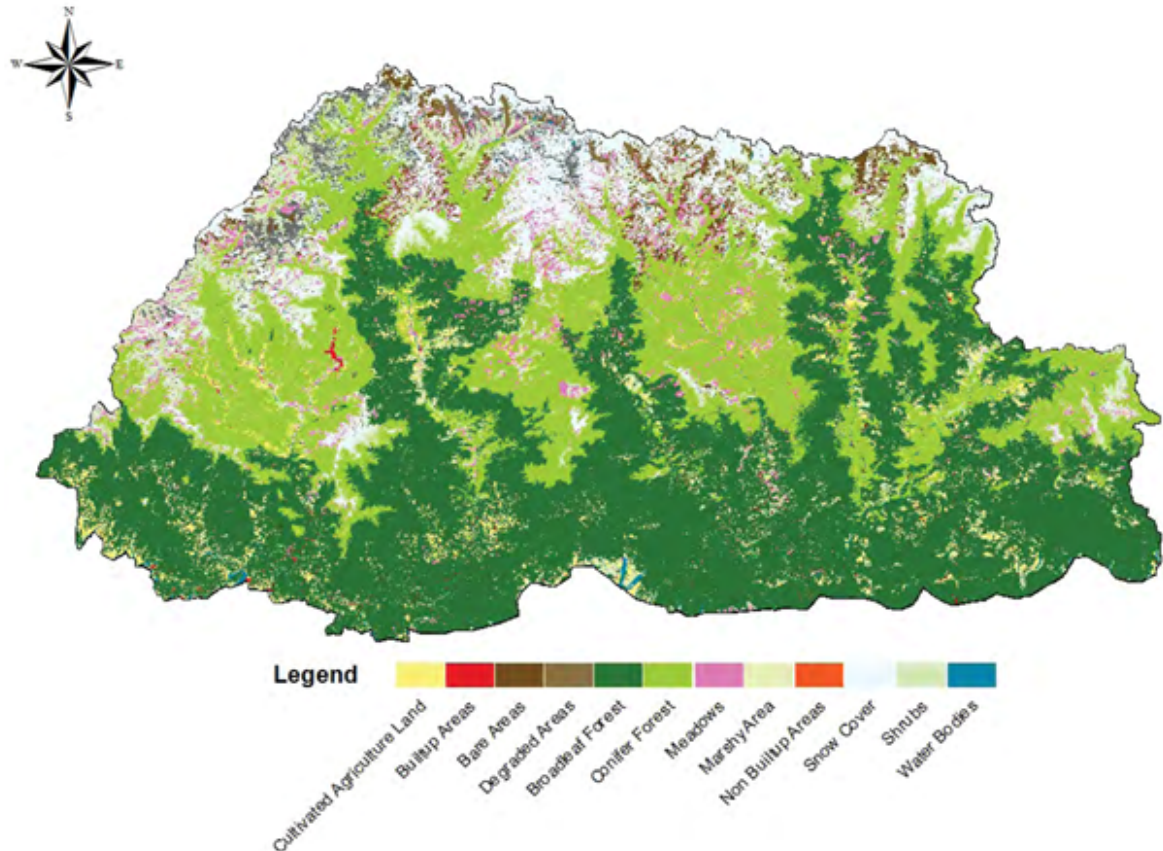 N
W E
S
Legend
Cultivated Agriculture Land
Builtup Areas
Bare Areas
Degraded Areas
Broadleaf Forest
Conifer Forest
Meadows
Marshy Area
Non Builtup Areas
Snow Cover
Shrubs
Water Bodies